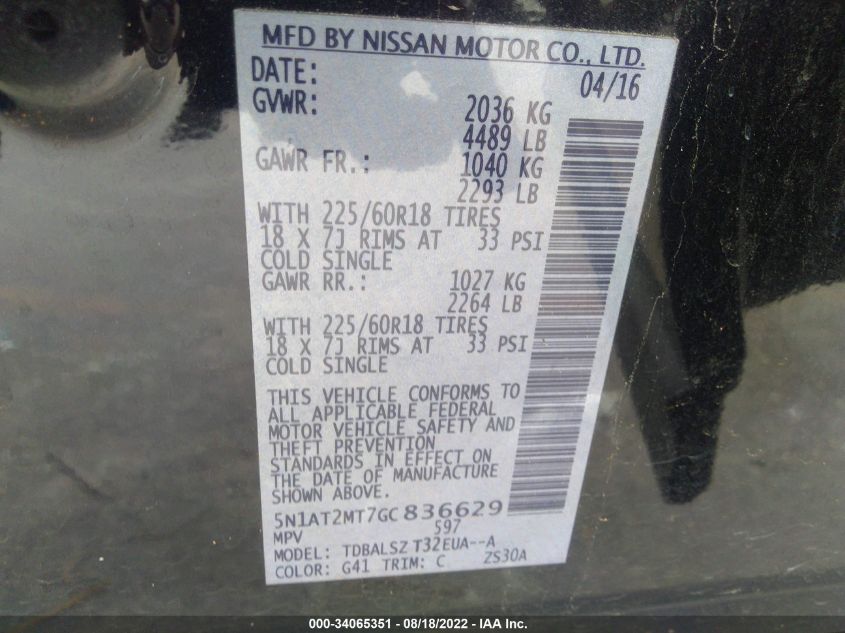 MFD BY NISSAN MOTOR CO., LTD.
DATE: 04/16
GVWR: 2036 KG
4489 LB
GAWR FR.: 1040 KG
2293 LB
WITH 225/60R18 TIRES
18 X 7J RIMS AT 33 PSI
COLD SINGLE
GAWR RR.: 1027 KG
2264 LB
WITH 225/60R18 TIRES
18 X 7J RIMS AT 33 PSI
COLD SINGLE
THIS VEHICLE CONFORMS TO
ALL APPLICABLE FEDERAL
MOTOR VEHICLE SAFETY AND
THEFT PREVENTION
STANDARDS IN EFFECT ON
THE DATE OF MANUFACTURE
SHOWN ABOVE.
5N1AT2MT7GC836629
MPV 597
MODEL: TDBALSZ T32EUA--A
COLOR: G41 TRIM: C ZS30A
000-34065351 - 08/18/2022 - IAA Inc.